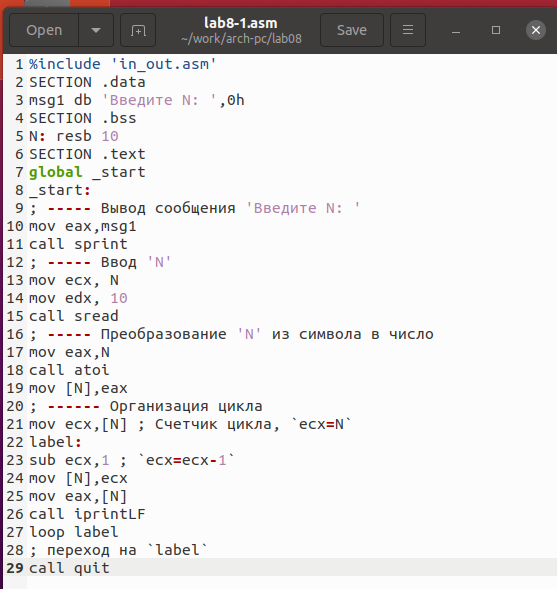 Open
lab8-1.asm
~/work/arch-pc/lab08
Save
1 %include 'in_out.asm'
2 SECTION .data
3 msg1 db 'Введите N: ',0h
4 SECTION .bss
5 N: resb 10
6 SECTION .text
7 global _start
8 _start:
9 ; ----- Вывод сообщения 'Введите N: '
10 mov eax,msg1
11 call sprint
12 ; ----- Ввод 'N'
13 mov ecx, N
14 mov edx, 10
15 call sread
16 ; ----- Преобразование 'N' из символа в число
17 mov eax,N
18 call atoi
19 mov [N],eax
20 ; ------ Организация цикла
21 mov ecx,[N] ; Счетчик цикла, `ecx=N`
22 label:
23 sub ecx,1 ; `ecx=ecx-1`
24 mov [N],ecx
25 mov eax,[N]
26 call iprintLF
27 loop label
28 ; переход на `label`
29 call quit